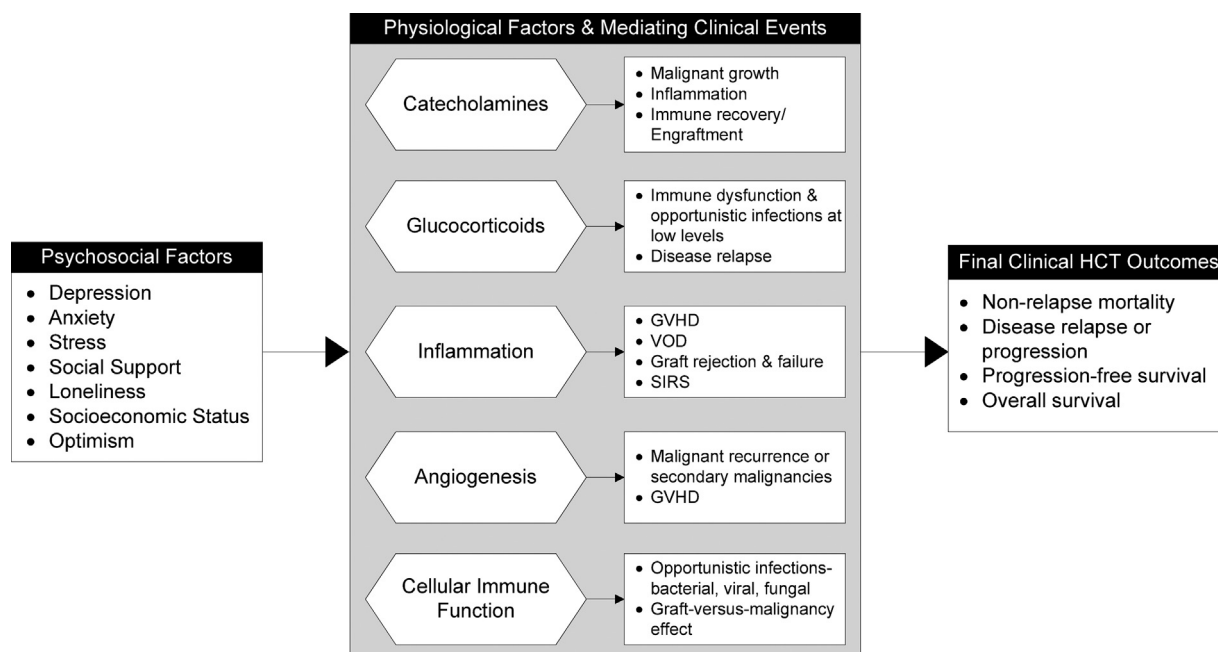 Physiological Factors & Mediating Clinical Events
Catecholamines
● Malignant growth
● Inflammation
● Immune recovery/
Engraftment
Glucocorticoids
● Immune dysfunction &
opportunistic infections at
low levels
● Disease relapse
Psychosocial Factors
● Depression
● Anxiety
● Stress
● Social Support
● Loneliness
● Socioeconomic Status
● Optimism
Inflammation
● GVHD
● VOD
● Graft rejection & failure
● SIRS
Final Clinical HCT Outcomes
● Non-relapse mortality
● Disease relapse or
progression
● Progression-free survival
● Overall survival
Angiogenesis
● Malignant recurrence or
secondary malignancies
● GVHD
Cellular Immune
Function
● Opportunistic infections-
bacterial, viral, fungal
● Graft-versus-malignancy
effect